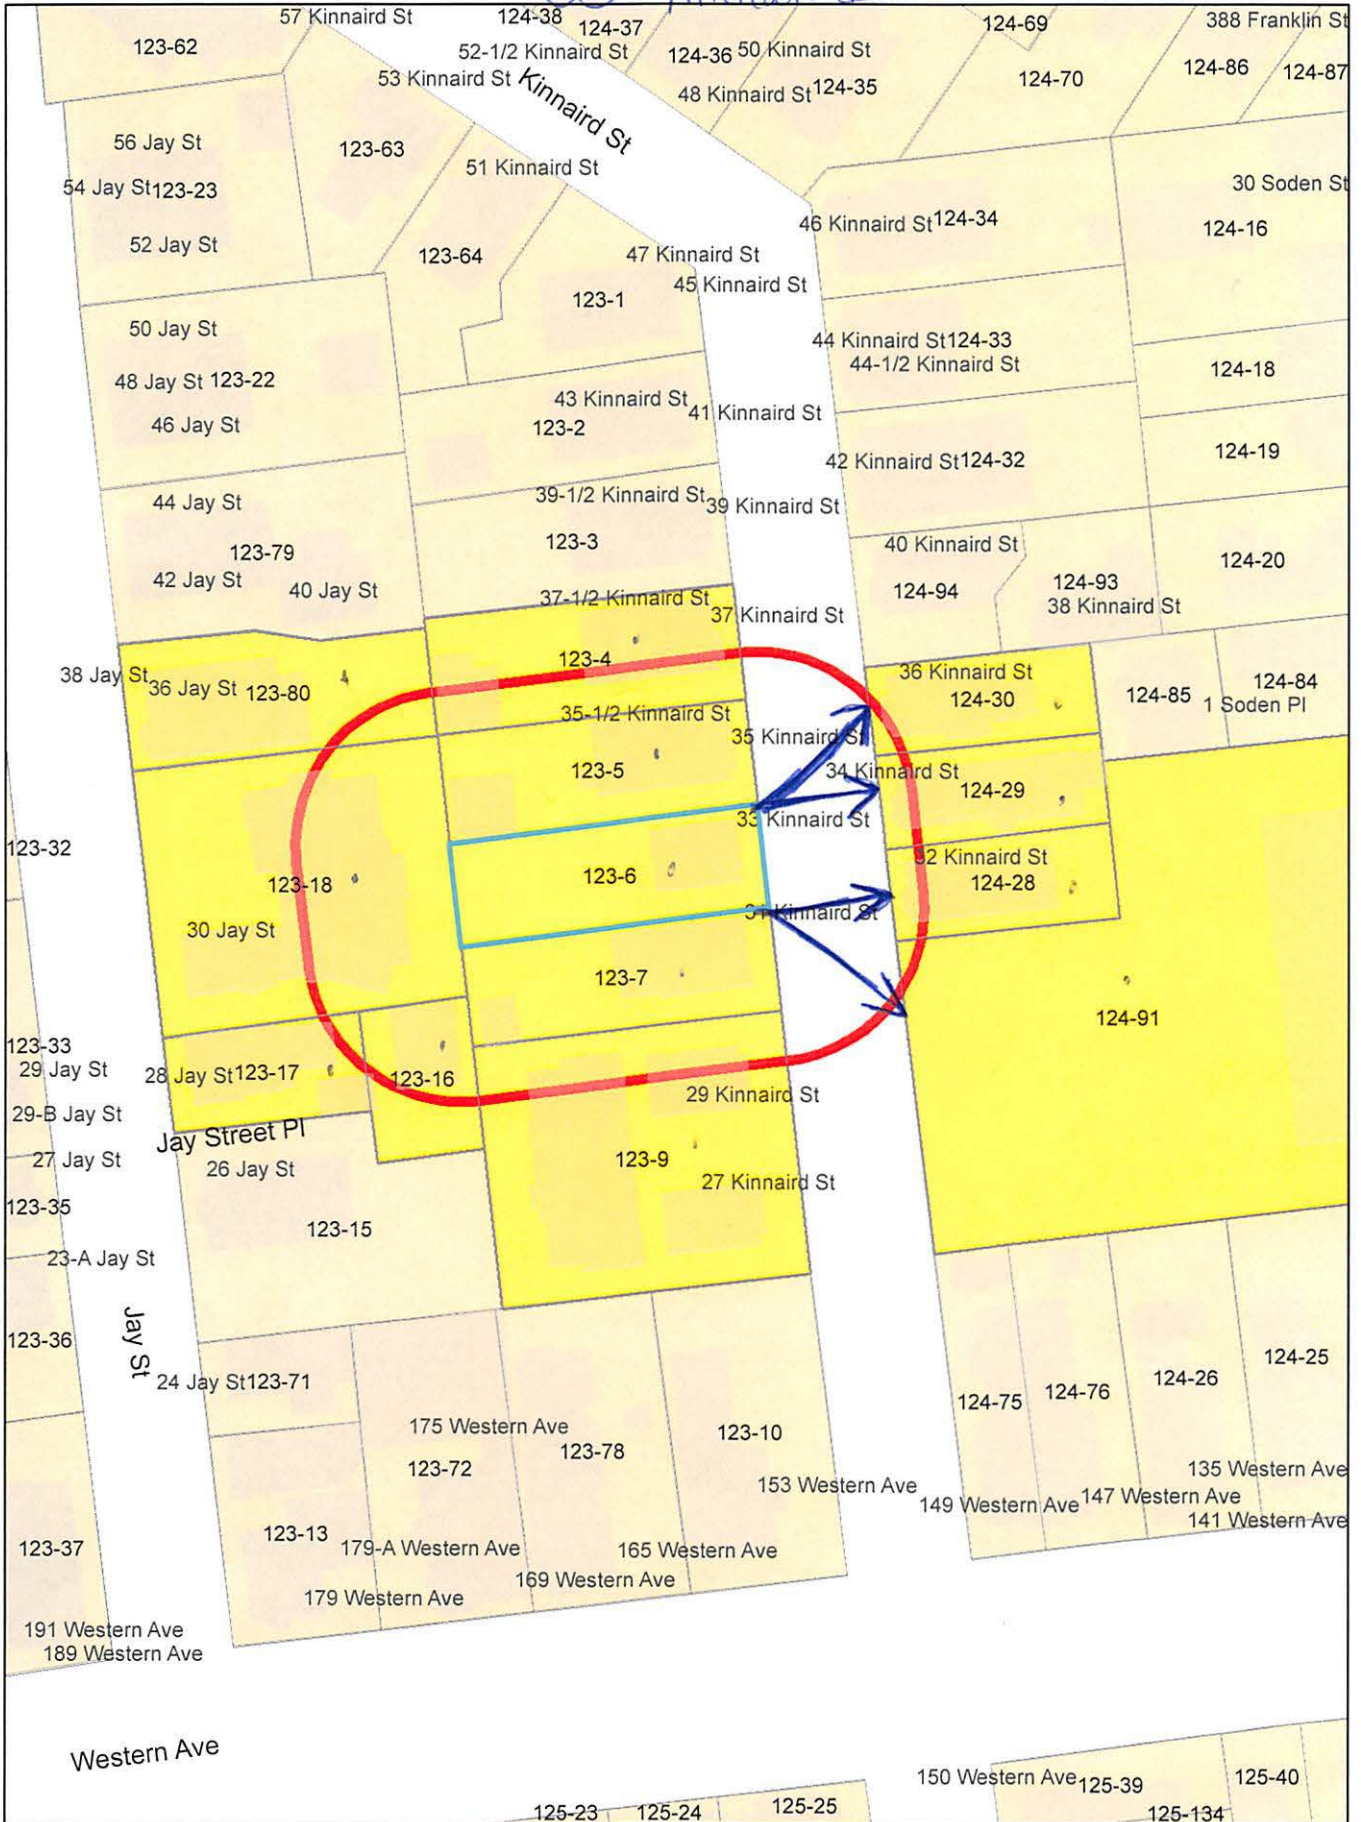 57 Kinnaird St
124-38
124-37
124-69
388 Franklin St
123-62
52-1/2 Kinnaird St
124-36
50 Kinnaird St
124-86
124-87
53 Kinnaird St
Kinnaird St
48 Kinnaird St
124-35
124-70
56 Jay St
123-63
51 Kinnaird St
54 Jay St
123-23
30 Soden St
46 Kinnaird St
124-34
124-16
52 Jay St
123-64
47 Kinnaird St
45 Kinnaird St
123-1
50 Jay St
44 Kinnaird St
124-33
44-1/2 Kinnaird St
124-18
48 Jay St
123-22
43 Kinnaird St
41 Kinnaird St
46 Jay St
123-2
42 Kinnaird St
124-32
124-19
44 Jay St
39-1/2 Kinnaird St
39 Kinnaird St
123-79
123-3
40 Kinnaird St
124-20
42 Jay St
40 Jay St
124-94
124-93
38 Kinnaird St
37-1/2 Kinnaird St
37 Kinnaird St
38 Jay St
36 Jay St
123-80
123-4
36 Kinnaird St
124-30
124-85
124-84
1 Soden Pl
35-1/2 Kinnaird St
35 Kinnaird St
123-5
34 Kinnaird St
124-29
33 Kinnaird St
123-32
123-6
32 Kinnaird St
124-28
123-18
31 Kinnaird St
30 Jay St
123-7
124-91
123-33
29 Jay St
28 Jay St
123-17
123-16
29 Kinnaird St
29-B Jay St
Jay Street Pl
27 Jay St
26 Jay St
123-9
27 Kinnaird St
123-35
123-15
23-A Jay St
Jay St
123-36
24 Jay St
123-71
124-75
124-76
124-26
124-25
175 Western Ave
123-72
123-78
123-10
153 Western Ave
135 Western Ave
149 Western Ave
147 Western Ave
141 Western Ave
123-37
123-13
179-A Western Ave
165 Western Ave
179 Western Ave
169 Western Ave
191 Western Ave
189 Western Ave
Western Ave
150 Western Ave
125-39
125-40
125-23
125-24
125-25
125-134